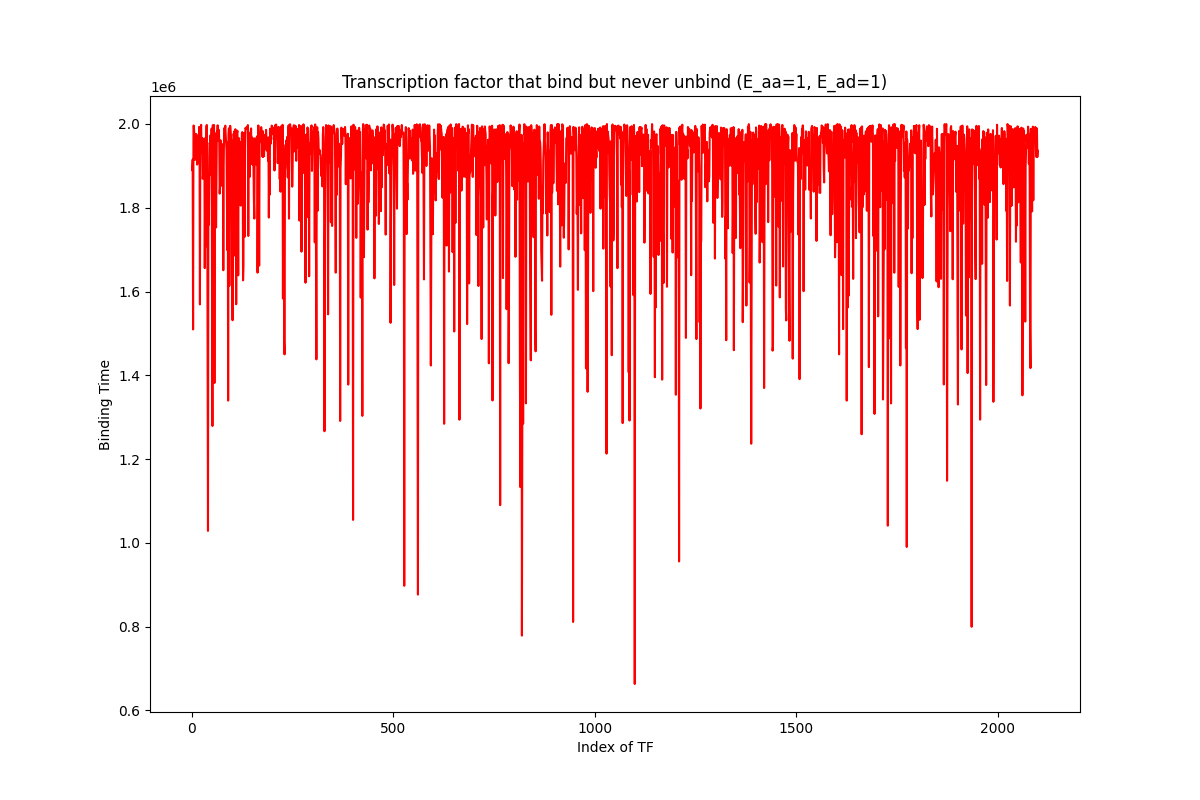 Transcription factor that bind but never unbind (E_aa=1, E_ad=1)
1e6
2.0
1.8
1.6
1.4
1.2
1.0
0.8
0.6
Binding Time
0 500 1000 1500 2000
Index of TF